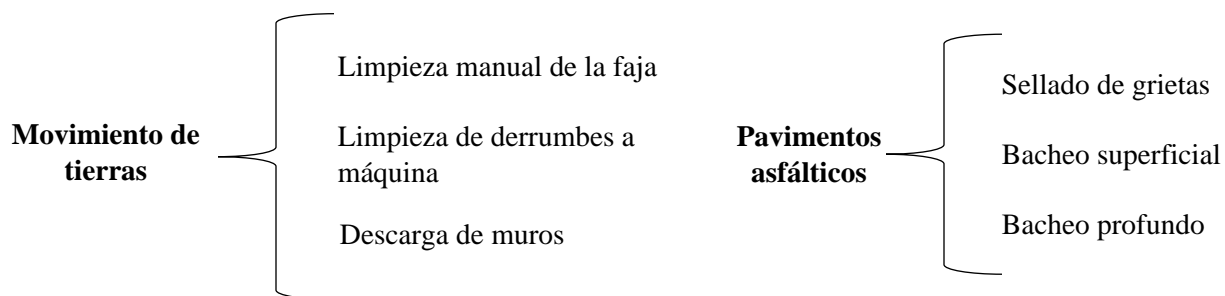 Movimiento de
tierras
Limpieza manual de la faja
Limpieza de derrumbes a
máquina
Descarga de muros
Pavimentos
asfálticos
Sellado de grietas
Bacheo superficial
Bacheo profundo